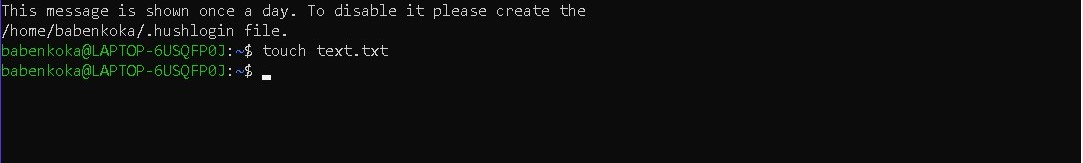 This message is shown once a day. To disable it please create the
/home/babenkoka/.hushlogin file.
babenkoka@LAPTOP-6USQFP0J:~$ touch text.txt
babenkoka@LAPTOP-6USQFP0J:~$